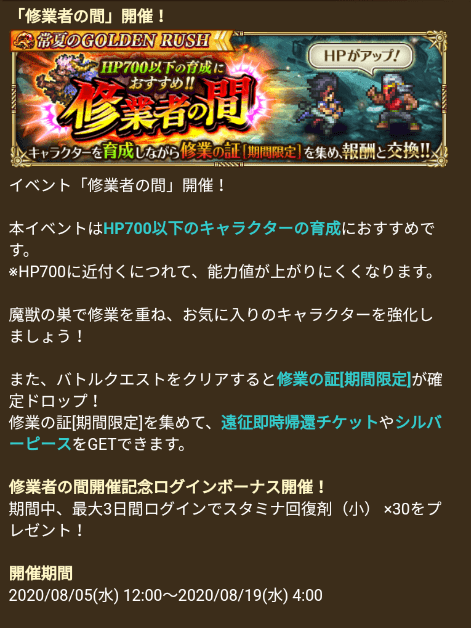 「修業者の間」開催！
常夏のGOLDEN RUSH
HP700以下の育成に
おすすめ!!
修業者の間
HPがアップ!
キャラクターを育成しながら修業の証[期間限定]を集め、報酬と交換!!
イベント「修業者の間」開催！
本イベントはHP700以下のキャラクターの育成におすすめで
す。
※HP700に近付くにつれて、能力値が上がりにくくなります。
魔獣の巣で修業を重ね、お気に入りのキャラクターを強化し
ましょう！
また、バトルクエストをクリアすると修業の証[期間限定]が確
定ドロップ！
修業の証[期間限定]を集めて、遠征即時帰還チケットやシルバ
ーピースをGETできます。
修業者の間開催記念ログインボーナス開催！
期間中、最大3日間ログインでスタミナ回復剤（小） ×30をプ
レゼント！
開催期間
2020/08/05(水) 12:00～2020/08/19(水) 4:00